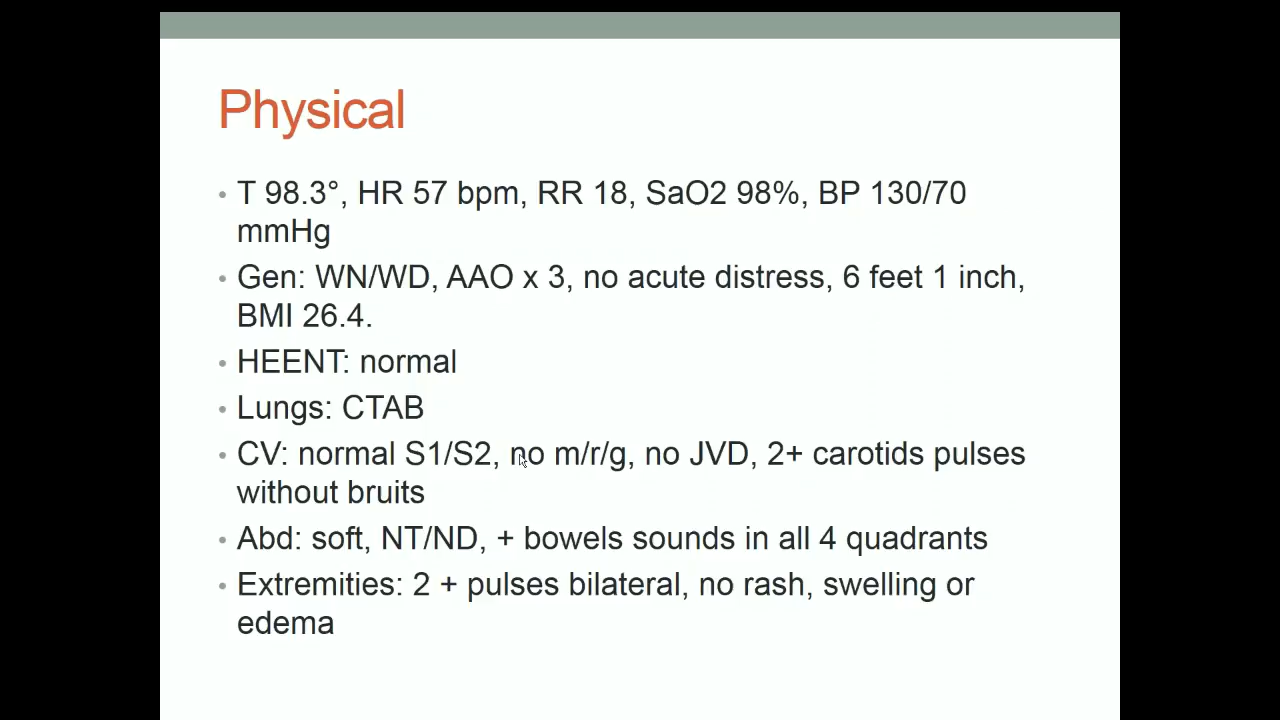 Physical
• T 98.3°, HR 57 bpm, RR 18, SaO2 98%, BP 130/70
mmHg
• Gen: WN/WD, AAO x 3, no acute distress, 6 feet 1 inch,
BMI 26.4.
• HEENT: normal
• Lungs: CTAB
• CV: normal S1/S2, no m/r/g, no JVD, 2+ carotids pulses
without bruits
• Abd: soft, NT/ND, + bowels sounds in all 4 quadrants
• Extremities: 2 + pulses bilateral, no rash, swelling or
edema